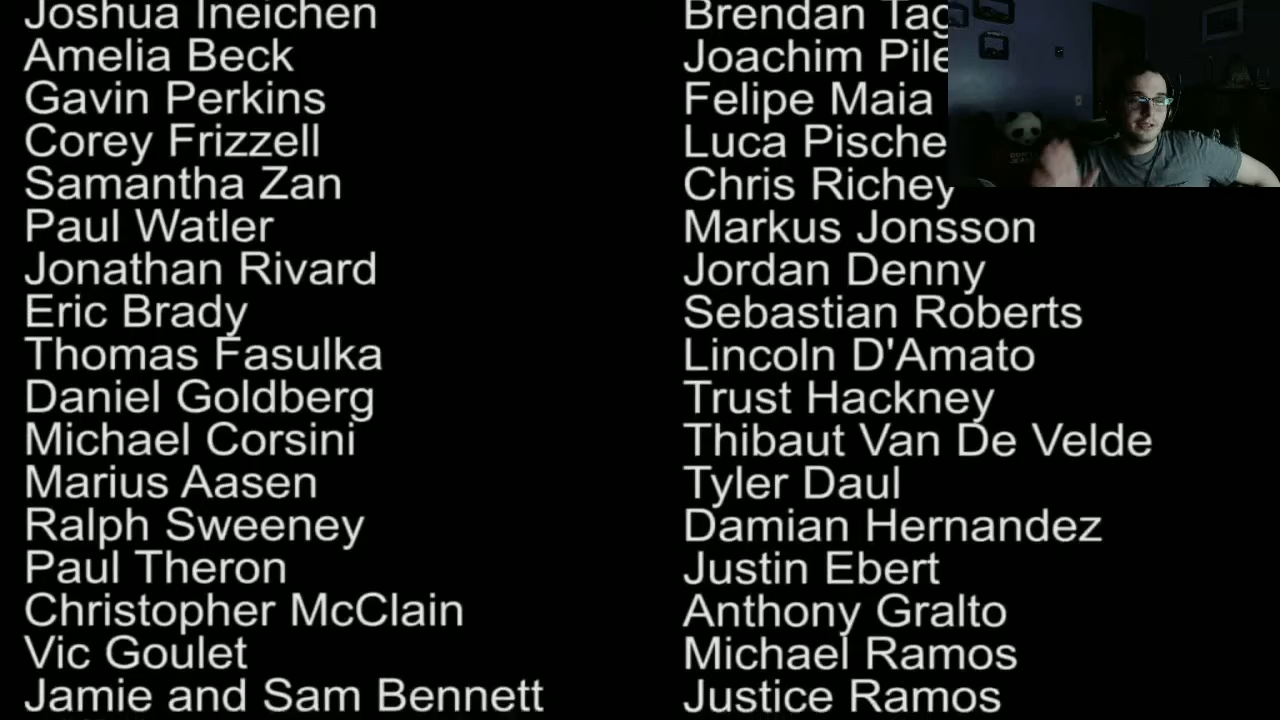 Joshua Ineichen
Amelia Beck
Gavin Perkins
Corey Frizzell
Samantha Zan
Paul Watler
Jonathan Rivard
Eric Brady
Thomas Fasulka
Daniel Goldberg
Michael Corsini
Marius Aasen
Ralph Sweeney
Paul Theron
Christopher McClain
Vic Goulet
Jamie and Sam Bennett
Brendan
Joachim
Felipe Maia
Luca
Chris Richey
Markus Jonsson
Jordan Denny
Sebastian Roberts
Lincoln D'Amato
Trust Hackney
Thibaut Van De Velde
Tyler Daul
Damian Hernandez
Justin Ebert
Anthony Gralto
Michael Ramos
Justice Ramos